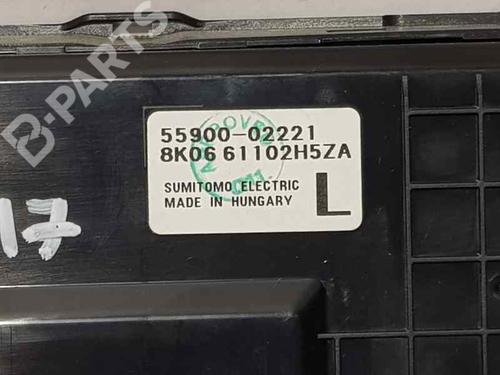 B-PARTS
55900-02221
8K06 61102H5ZA
SUMITOMO ELECTRIC
MADE IN HUNGARY
L
17